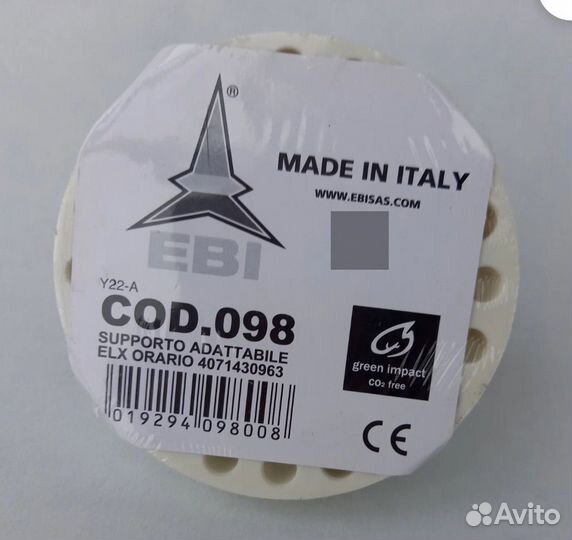 ®
EBI
MADE IN ITALY
WWW.EBISAS.COM
Y22-A
COD.098
SUPPORTO ADATTABILE
ELX ORARIO 4071430963
019294 098008
green impact
CO₂ free
CE
Avito